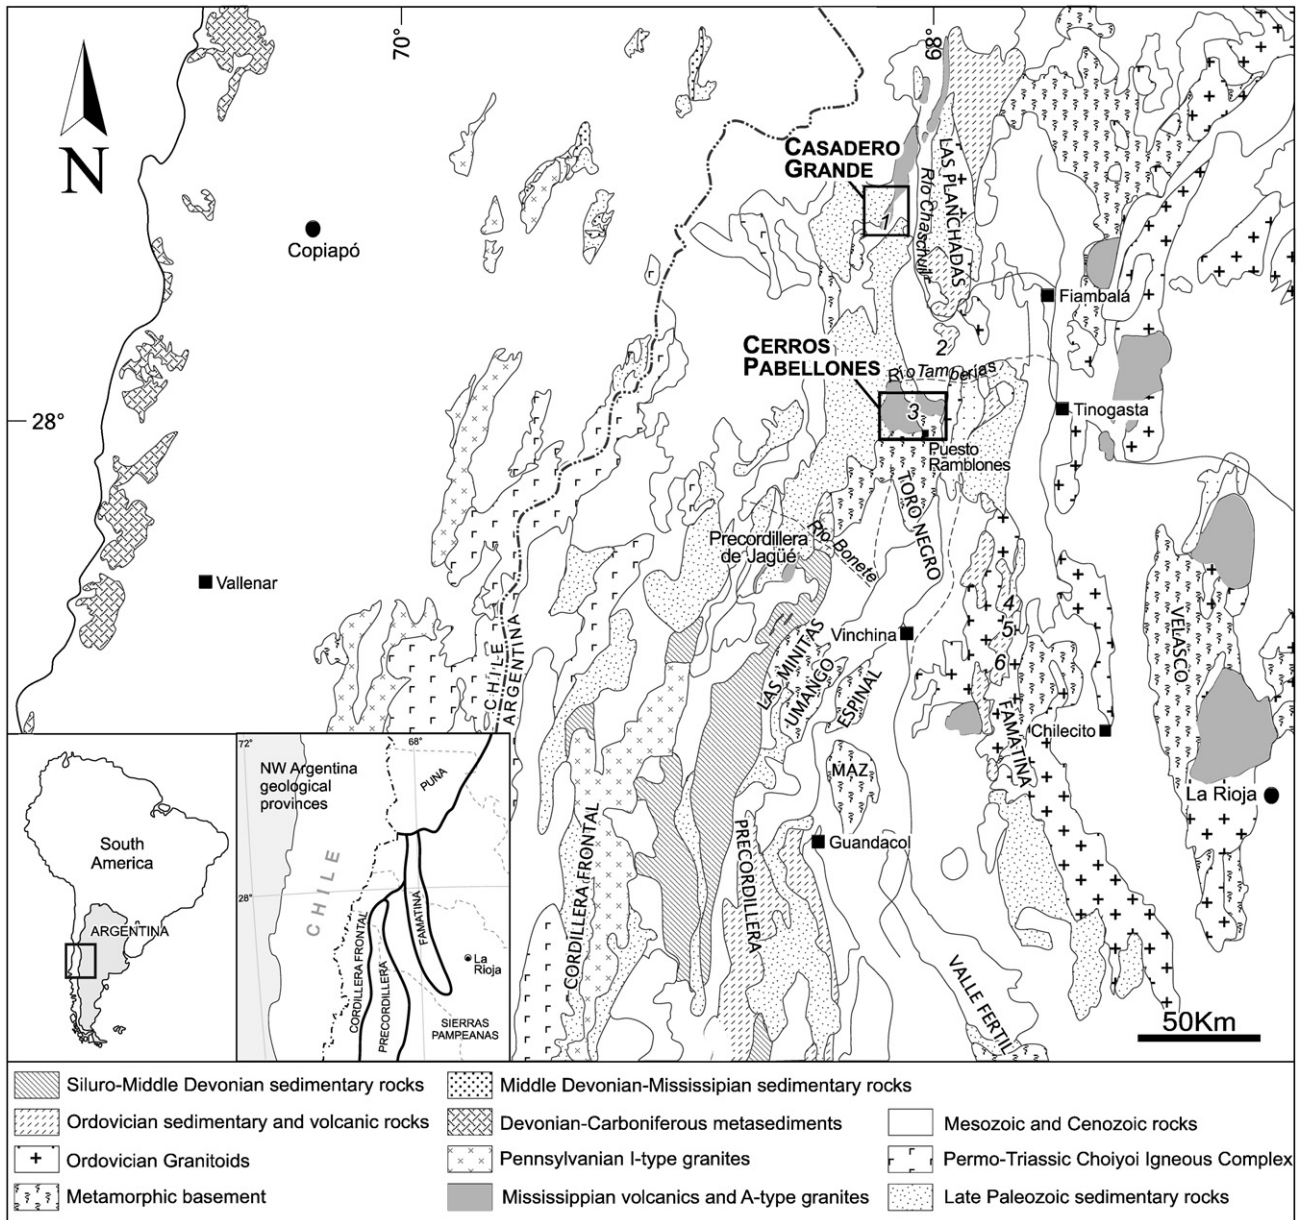 70°
68°
N
CASADERO
GRANDE
1
LAS PLANCHADAS
Río Chaschuil
Copiapó
Fiambalá
2
CERROS
PABELLONES
Río Tamberías
28°
3
Tinogasta
Puesto
Ramblones
TORO NEGRO
Precordillera
de Jagüé
Río Bonete
Vallenar
4
5
6
VELASCO
CHILE
ARGENTINA
Vinchina
LAS MINITAS
UMANGO
ESPINAL
FAMATINA
Chilecito
MAZ
La Rioja
Guandacol
CORDILLERA FRONTAL
PRECORDILLERA
VALLE FERTIL
50Km
South
America
ARGENTINA
72°
68°
NW Argentina
geological
provinces
PUNA
CHILE
28°
CORDILLERA FRONTAL
PRECORDILLERA
FAMATINA
La
Rioja
SIERRAS
PAMPEANAS
Siluro-Middle Devonian sedimentary rocks
Ordovician sedimentary and volcanic rocks
Ordovician Granitoids
Metamorphic basement
Middle Devonian-Missisipian sedimentary rocks
Devonian-Carboniferous metasediments
Pennsylvanian I-type granites
Mississippian volcanics and A-type granites
Mesozoic and Cenozoic rocks
Permo-Triassic Choiyoi Igneous Complex
Late Paleozoic sedimentary rocks